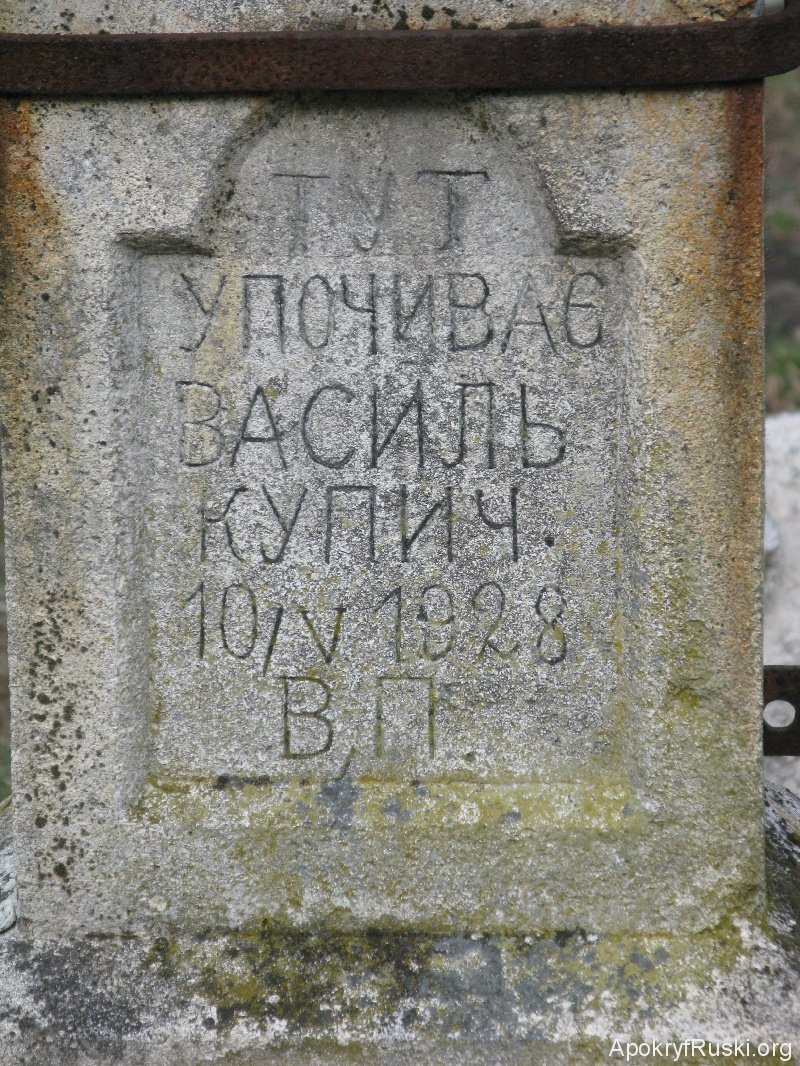 ТУТ
УПОЧИВАЄ
ВАСИЛЬ
КУПИЧ.
10/V 1928
В,П
ApokryfRuski.org